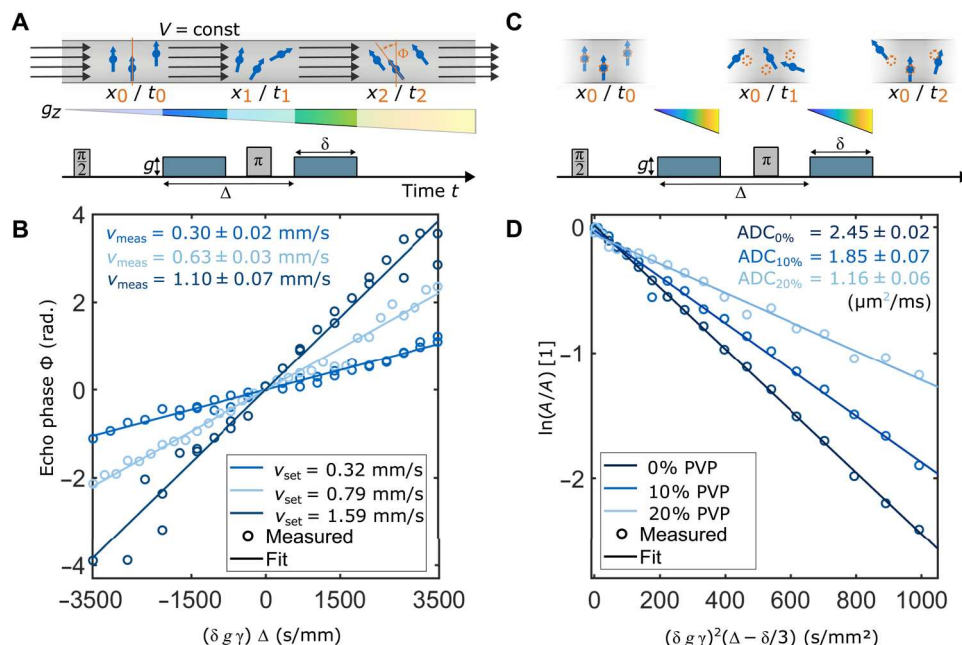 A
V = const
Φ
x0 / t0
x1 / t1
x2 / t2
gz
π/2
g
π
δ
Δ
Time t
C
x0 / t0
x0 / t1
x0 / t2
π/2
g
π
δ
Δ
B
vmeas = 0.30 ± 0.02 mm/s
vmeas = 0.63 ± 0.03 mm/s
vmeas = 1.10 ± 0.07 mm/s
Echo phase Φ (rad.)
4
2
0
−2
−4
vset = 0.32 mm/s
vset = 0.79 mm/s
vset = 1.59 mm/s
Measured
Fit
−3500 −1500 0 1500 3500
(δ g γ) Δ (s/mm)
D
ADC0% = 2.45 ± 0.02
ADC10% = 1.85 ± 0.07
ADC20% = 1.16 ± 0.06
(µm²/ms)
ln(A/A) [1]
0
−1
−2
0% PVP
10% PVP
20% PVP
Measured
Fit
0 200 400 600 800 1000
(δ g γ)²(Δ − δ/3) (s/mm²)